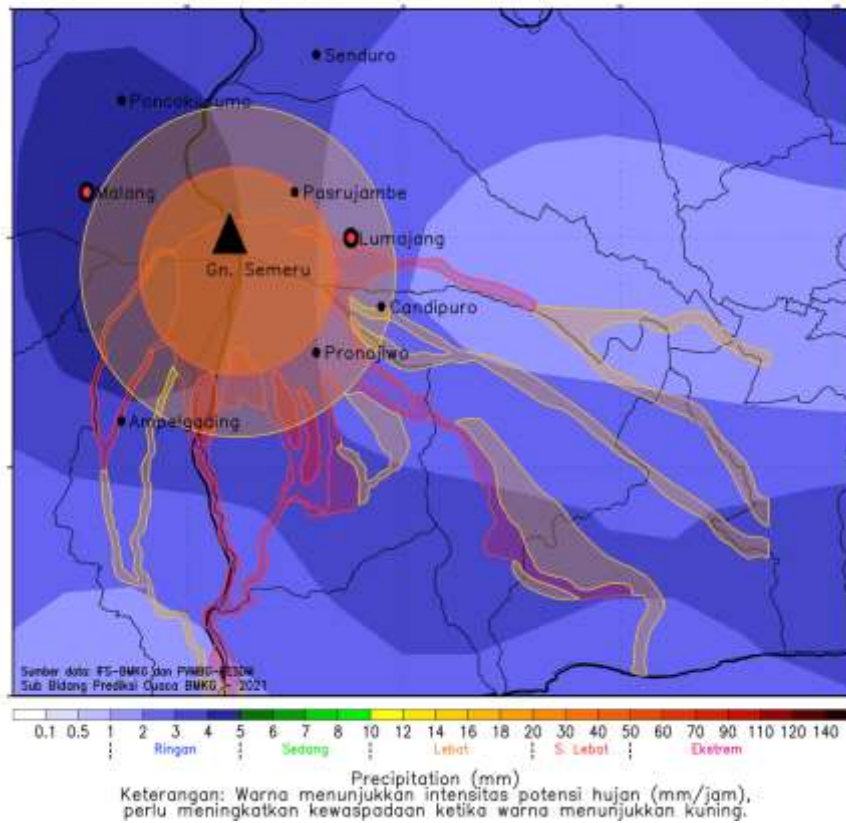 Senduro
Poncokusumo
Malang
Pasrujambe
Lumajang
Gn. Semeru
Candipuro
Pronojiwo
Ampelgading
Sumber data: IFS-BMKG dan PVMBG-ESDM
Sub Bidang Prediksi Cuaca BMKG - 2021
0.1 0.5 1 2 3 4 5 6 7 8 10 12 14 16 18 20 30 40 50 60 70 90 110 120 140
Ringan Sedang Lebat S. Lebat Ekstrem
Precipitation (mm)
Keterangan: Warna menunjukkan intensitas potensi hujan (mm/jam),
perlu meningkatkan kewaspadaan ketika warna menunjukkan kuning.